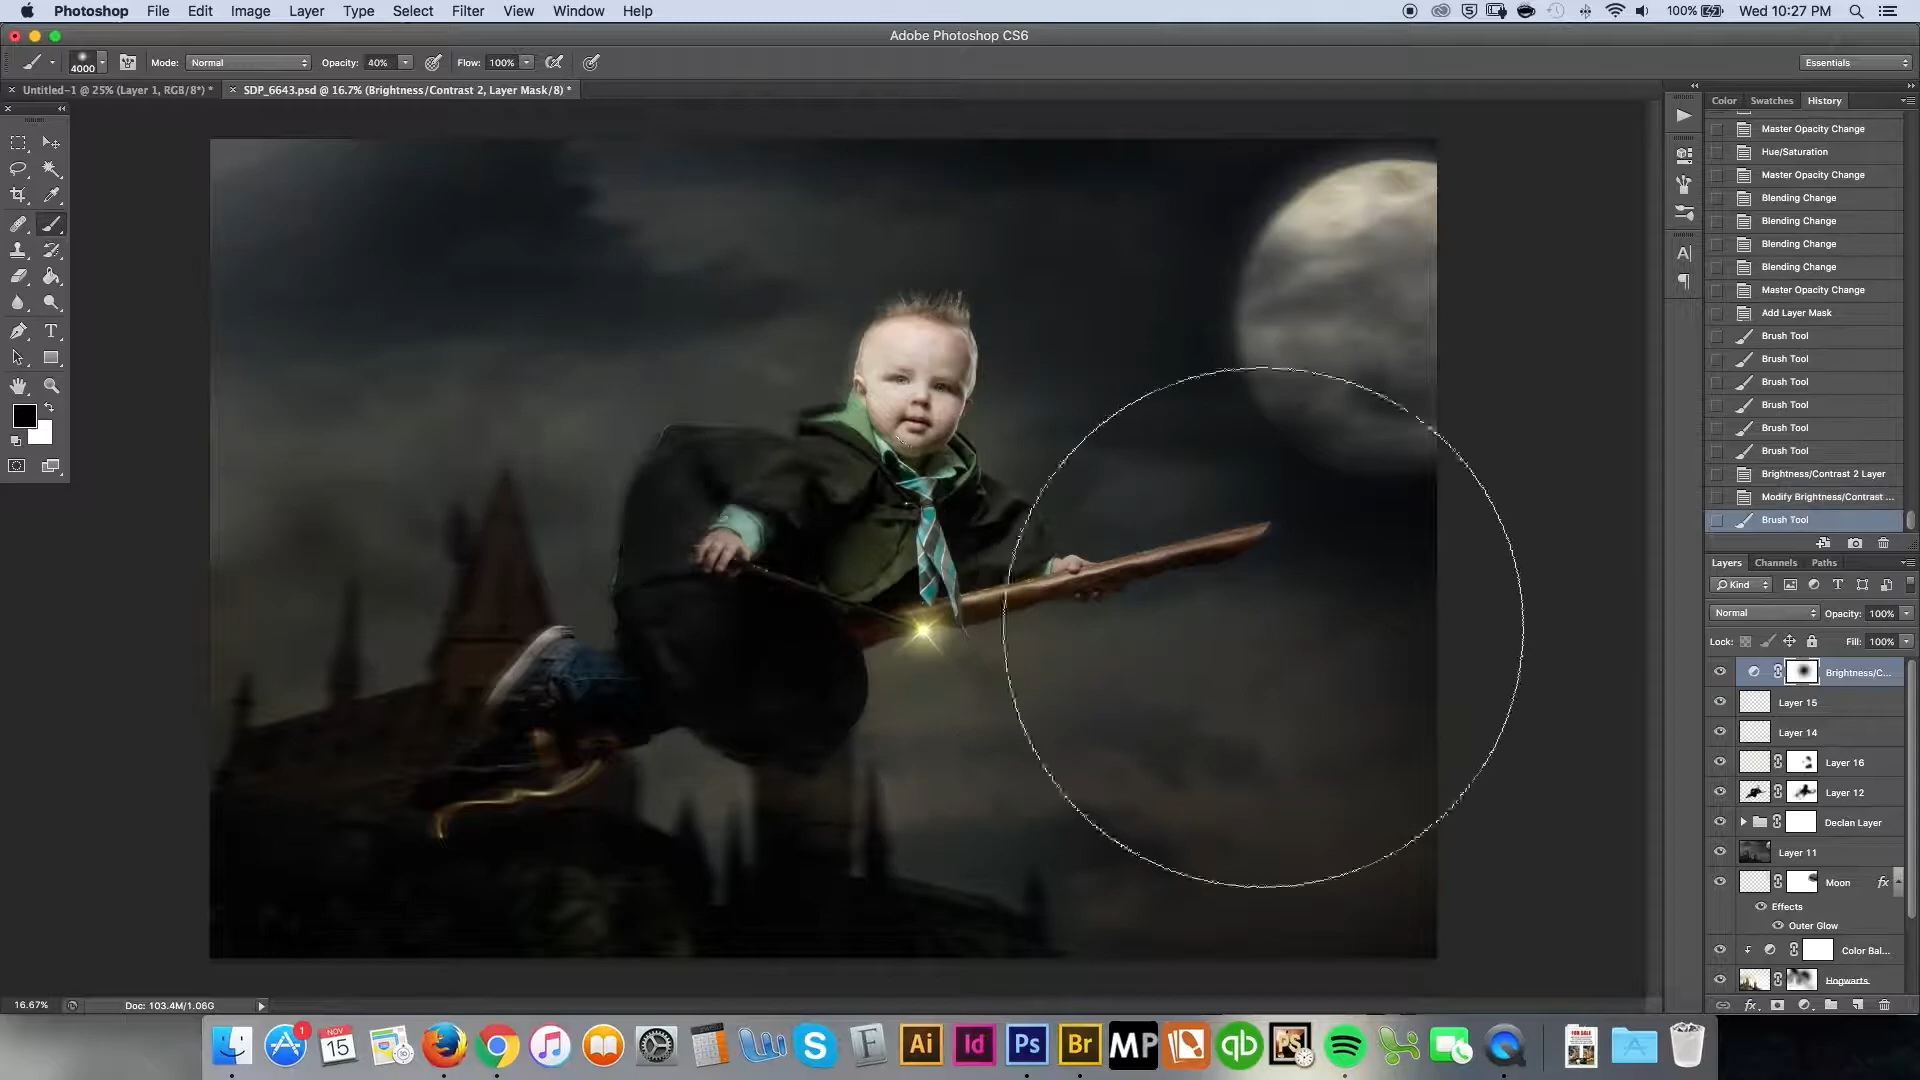 Photoshop File Edit Image Layer Type Select Filter View Window Help 100% Wed 10:27 PM
Adobe Photoshop CS6
4000 Mode: Normal Opacity: 40% Flow: 100% Essentials
Untitled-1 @ 25% (Layer 1, RGB/8*) * SDP_6643.psd @ 16.7% (Brightness/Contrast 2, Layer Mask/8) *
Color Swatches History
Master Opacity Change
Hue/Saturation
Master Opacity Change
Blending Change
Blending Change
Blending Change
Blending Change
Master Opacity Change
Add Layer Mask
Brush Tool
Brush Tool
Brush Tool
Brush Tool
Brush Tool
Brush Tool
Brightness/Contrast 2 Layer
Modify Brightness/Contrast ...
Brush Tool
Layers Channels Paths
Kind
Normal Opacity: 100%
Lock: Fill: 100%
Brightness/C...
Layer 15
Layer 14
Layer 16
Layer 12
Declan Layer
Layer 11
Moon fx
Effects
Outer Glow
Color Bal...
Hogwarts
16.67% Doc: 103.4M/1.06G
1 NOV 15 Ai Id Ps Br MP qb
FOR SALE